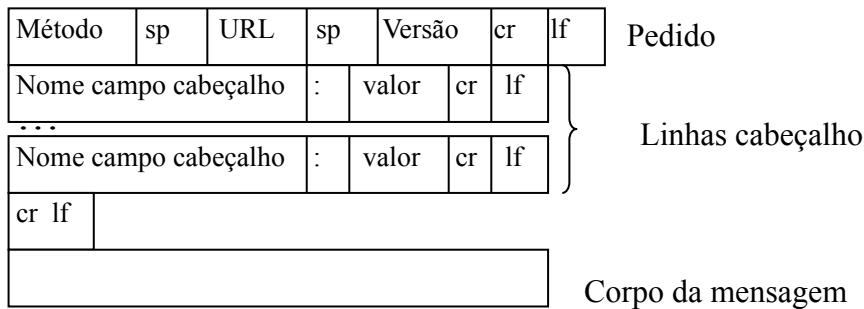 Método sp URL sp Versão cr lf Pedido
Nome campo cabeçalho : valor cr lf
...
Linhas cabeçalho
Nome campo cabeçalho : valor cr lf
cr lf
Corpo da mensagem